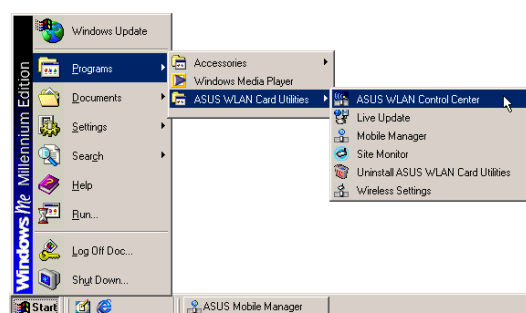 Windows Me Millennium Edition
Windows Update
Programs
Documents
Settings
Search
Help
Run...
Log Off Doc...
Shut Down...
Accessories
Windows Media Player
ASUS WLAN Card Utilities
ASUS WLAN Control Center
Live Update
Mobile Manager
Site Monitor
Uninstall ASUS WLAN Card Utilities
Wireless Settings
Start
ASUS Mobile Manager